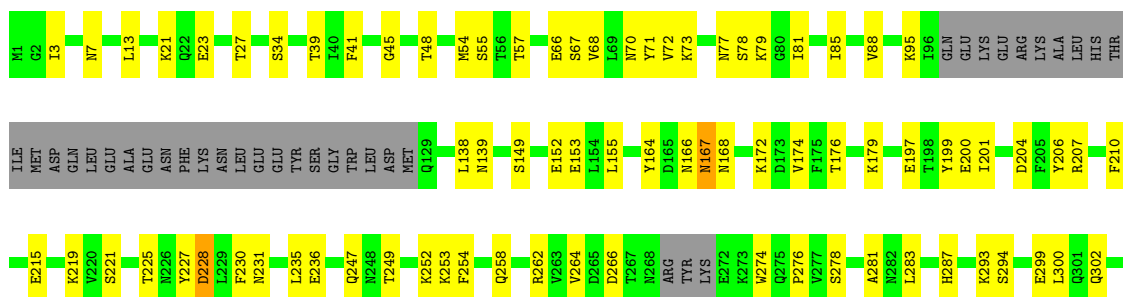 M1 G2 I3 N7 L13 K21 Q22 E23 T27 S34 T39 I40 F41 G45 T48 M54 S55 T56 T57 E66 S67 V68 L69 N70 Y71 V72 K73 N77 S78 K79 G80 I81 I85 V88 K95 I96 GLN GLU LYS GLU ARG LYS ALA LEU HIS THR
ILE MET ASP GLN LEU GLU GLU ALA GLU ASN PHE LYS ASN LEU GLU GLU TYR SER GLY TRP LEU ASP MET Q129 L138 N139 S149 E152 E153 L154 L155 Y164 D165 N166 N167 N168 K172 D173 V174 F175 T176 K179 E197 T198 Y199 E200 I201 D204 F205 Y206 R207 F210
E215 K219 V220 S221 T225 N226 Y227 D228 L229 F230 N231 L235 E236 Q247 N248 T249 K252 K253 F254 Q258 R262 V263 V264 D265 D266 T267 N268 ARG TYR LYS E272 K273 W274 Q275 P276 V277 S278 A281 N282 L283 H287 K293 S294 E299 L300 Q301 Q302